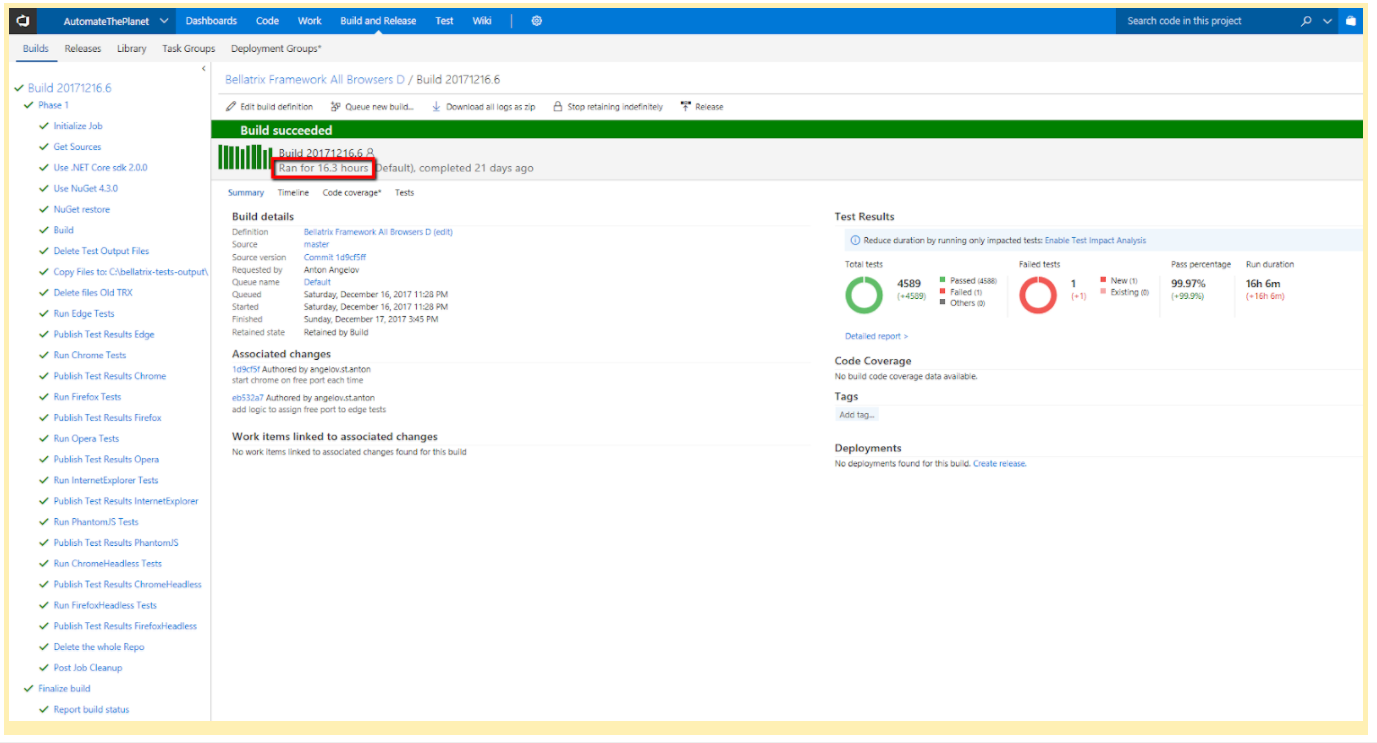 AutomateThePlanet Dashboards Code Work Build and Release Test Wiki Search code in this project
Builds Releases Library Task Groups Deployment Groups*
Build 20171216.6
Phase 1
Initialize Job
Get Sources
Use .NET Core sdk 2.0.0
Use NuGet 4.3.0
NuGet restore
Build
Delete Test Output Files
Copy Files to: C:\bellatrix-tests-output\
Delete files Old TRX
Run Edge Tests
Publish Test Results Edge
Run Chrome Tests
Publish Test Results Chrome
Run Firefox Tests
Publish Test Results Firefox
Run Opera Tests
Publish Test Results Opera
Run InternetExplorer Tests
Publish Test Results InternetExplorer
Run PhantomJS Tests
Publish Test Results PhantomJS
Run ChromeHeadless Tests
Publish Test Results ChromeHeadless
Run FirefoxHeadless Tests
Publish Test Results FirefoxHeadless
Delete the whole Repo
Post Job Cleanup
Finalize build
Report build status
Bellatrix Framework All Browsers D / Build 20171216.6
Edit build definition Queue new build... Download all logs as zip Stop retaining indefinitely Release
Build succeeded
Build 20171216.6
Ran for 16.3 hours (Default), completed 21 days ago
Summary Timeline Code coverage* Tests
Build details
Definition Bellatrix Framework All Browsers D (edit)
Source master
Source version Commit 1d9cf5ff
Requested by Anton Angelov
Queue name Default
Queued Saturday, December 16, 2017 11:28 PM
Started Saturday, December 16, 2017 11:28 PM
Finished Sunday, December 17, 2017 3:45 PM
Retained state Retained by Build
Associated changes
1d9cf5f Authored by angelov.st.anton
start chrome on free port each time
eb532a7 Authored by angelov.st.anton
add logic to assign free port to edge tests
Work items linked to associated changes
No work items linked to associated changes found for this build
Test Results
Reduce duration by running only impacted tests: Enable Test Impact Analysis
Total tests Failed tests Pass percentage Run duration
4589 Passed (4588) 1 New (1) 99.97% 16h 6m
(+4589) Failed (1) (+1) Existing (0) (+99.9%) (+16h 6m)
Others (0)
Detailed report >
Code Coverage
No build code coverage data available.
Tags
Add tag...
Deployments
No deployments found for this build. Create release.